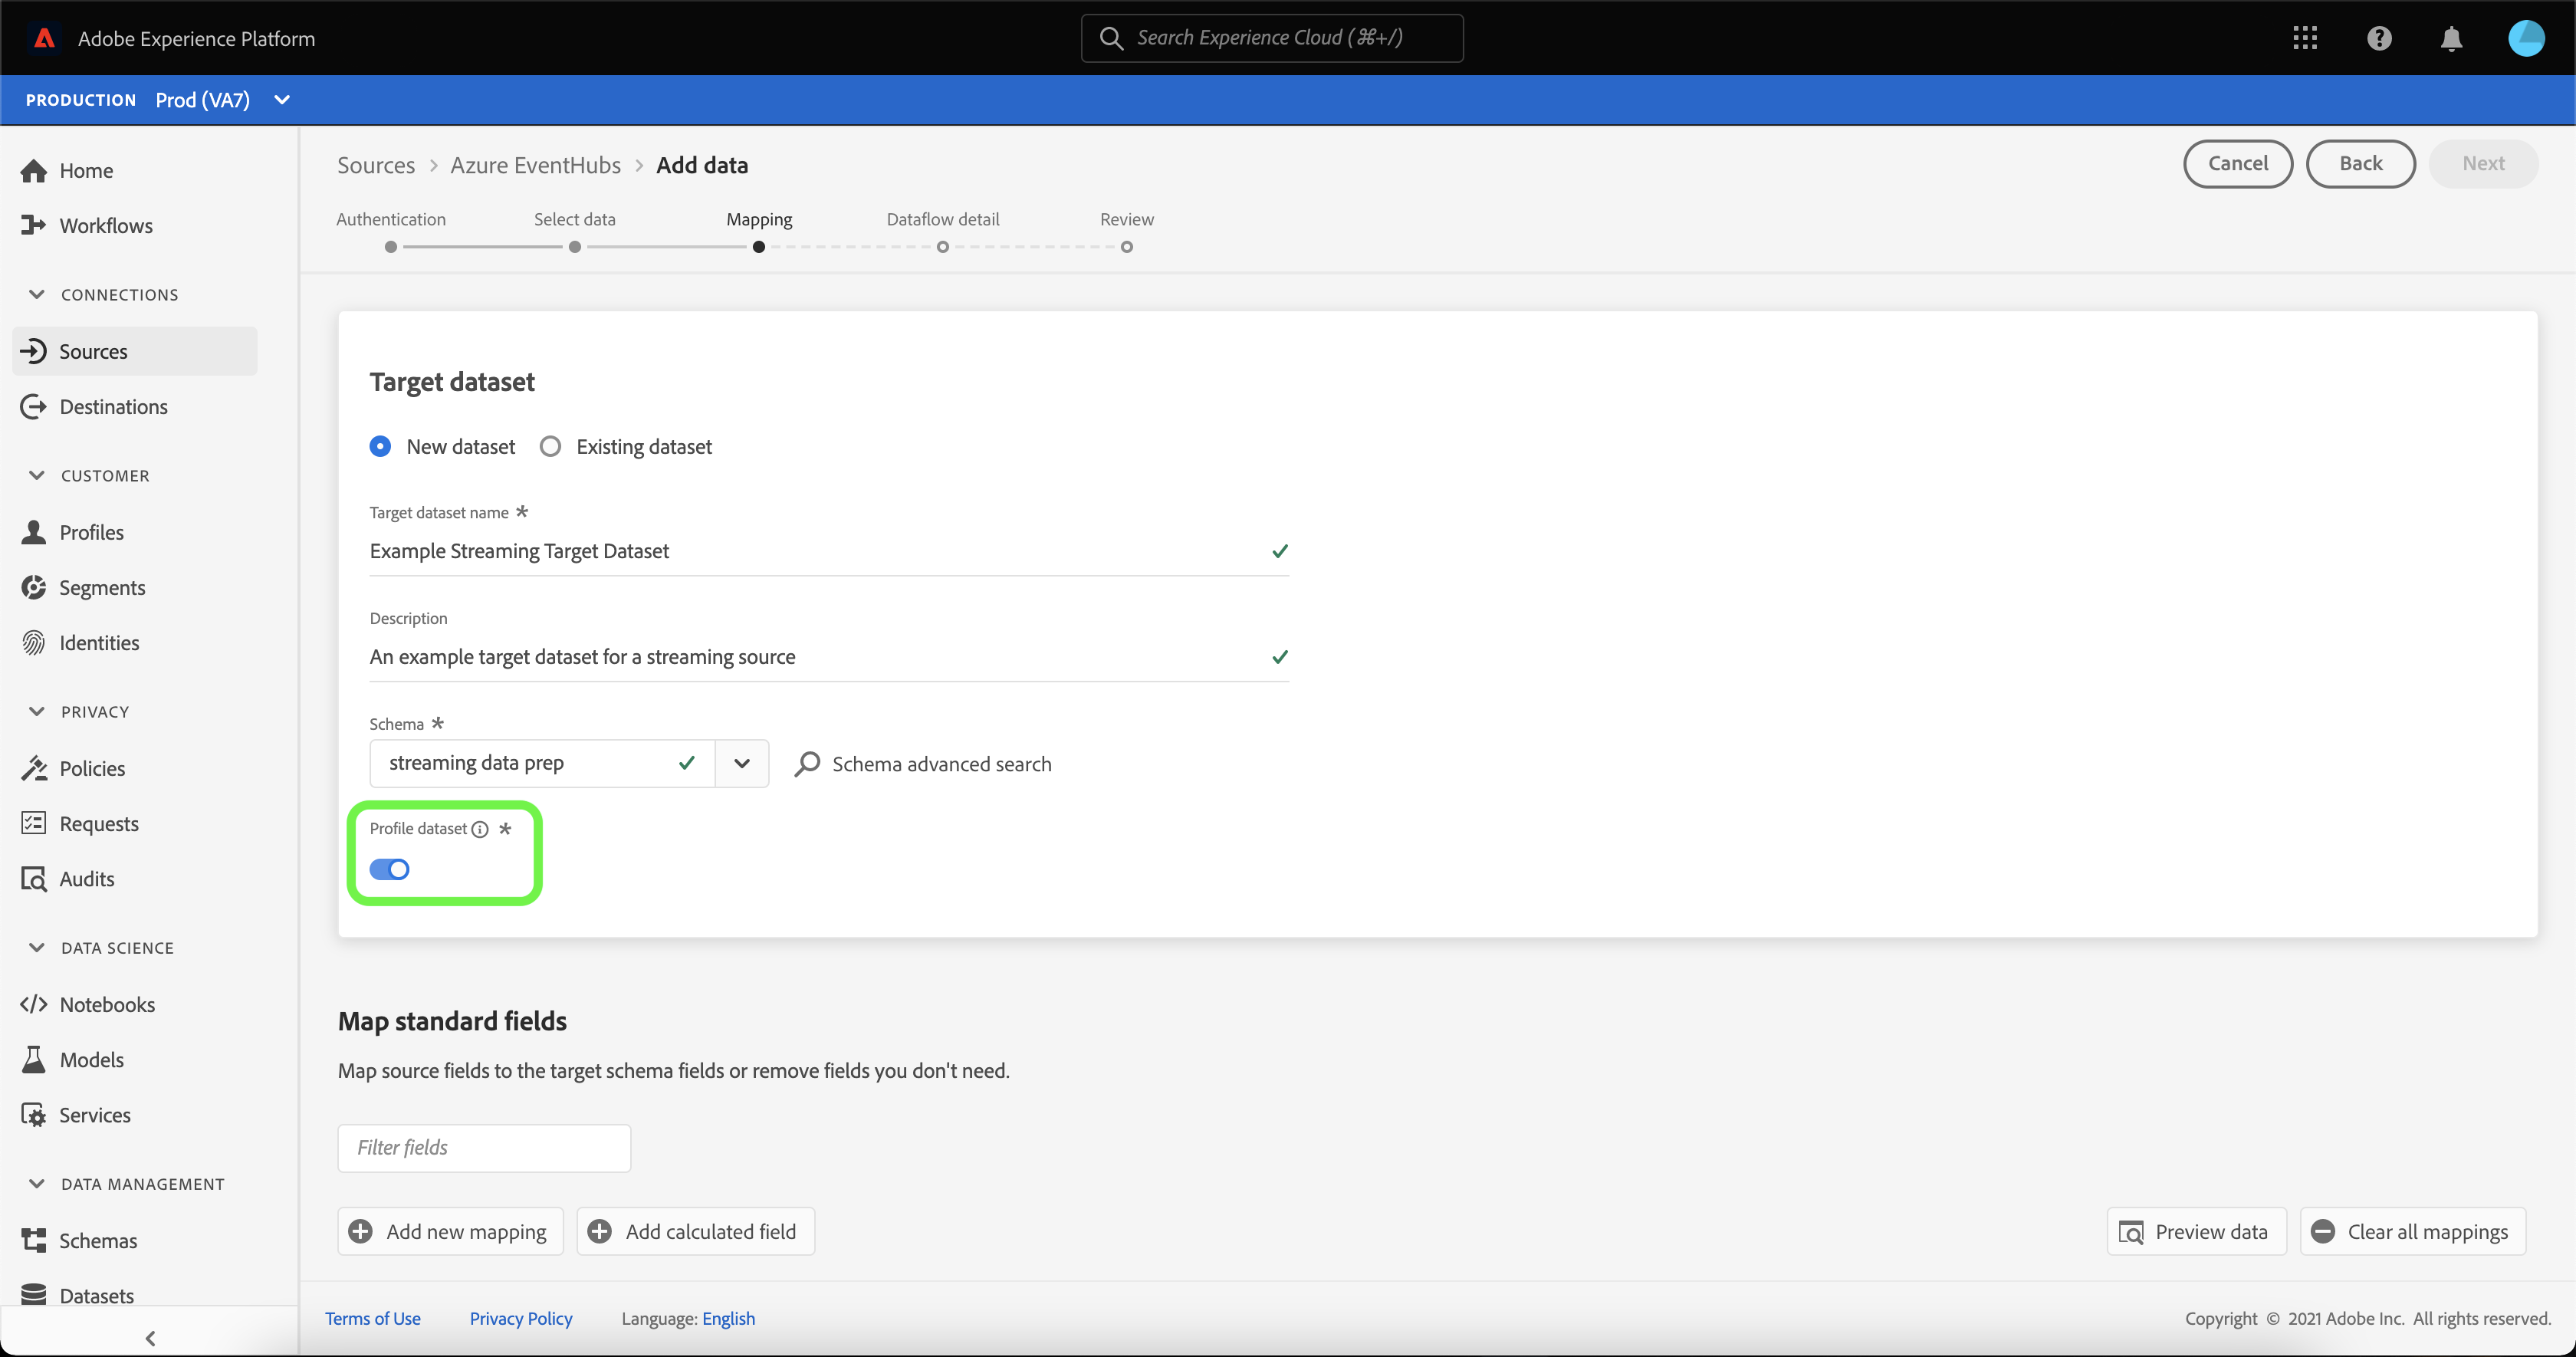 Adobe Experience Platform
Search Experience Cloud (⌘+/)
PRODUCTION Prod (VA7)
Home
Workflows
CONNECTIONS
Sources
Destinations
CUSTOMER
Profiles
Segments
Identities
PRIVACY
Policies
Requests
Audits
DATA SCIENCE
Notebooks
Models
Services
DATA MANAGEMENT
Schemas
Datasets
Sources > Azure EventHubs > Add data
Cancel
Back
Next
Authentication
Select data
Mapping
Dataflow detail
Review
Target dataset
New dataset
Existing dataset
Target dataset name *
Example Streaming Target Dataset
Description
An example target dataset for a streaming source
Schema *
streaming data prep
Schema advanced search
Profile dataset *
Map standard fields
Map source fields to the target schema fields or remove fields you don't need.
Filter fields
Add new mapping
Add calculated field
Preview data
Clear all mappings
Terms of Use
Privacy Policy
Language: English
Copyright © 2021 Adobe Inc. All rights reserved.